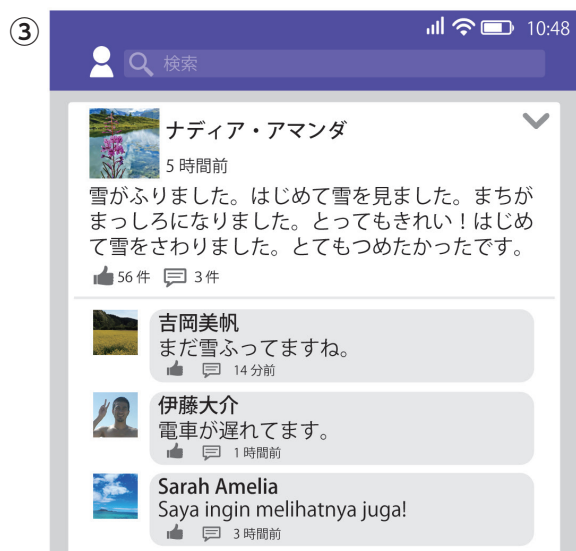 ③
10:48
検索
ナディア・アマンダ
5 時間前
雪がふりました。はじめて雪を見ました。まちが
まっしろになりました。とってもきれい！はじめ
て雪をさわりました。とてもつめたかったです。
56 件 3 件
吉岡美帆
まだ雪ふってますね。
14 分前
伊藤大介
電車が遅れてます。
1 時間前
Sarah Amelia
Saya ingin melihatnya juga!
3 時間前